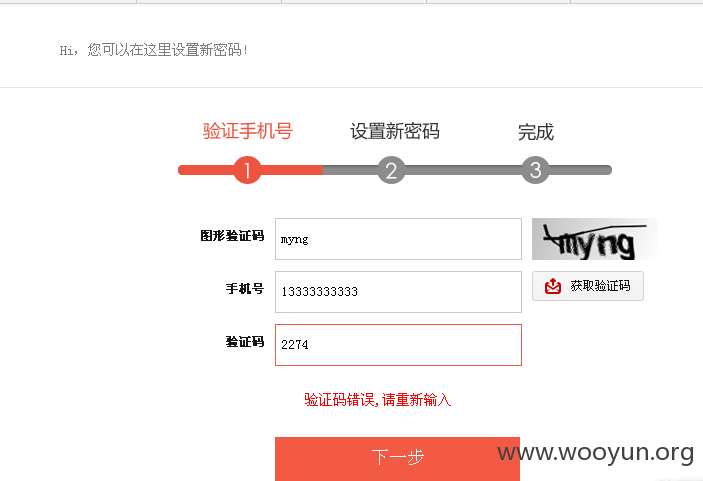 Hi, 您可以在这里设置新密码!
验证手机号 设置新密码 完成
1 2 3
图形验证码 myng myng
手机号 13333333333 获取验证码
验证码 2274
验证码错误,请重新输入
下一步
www.wooyun.org